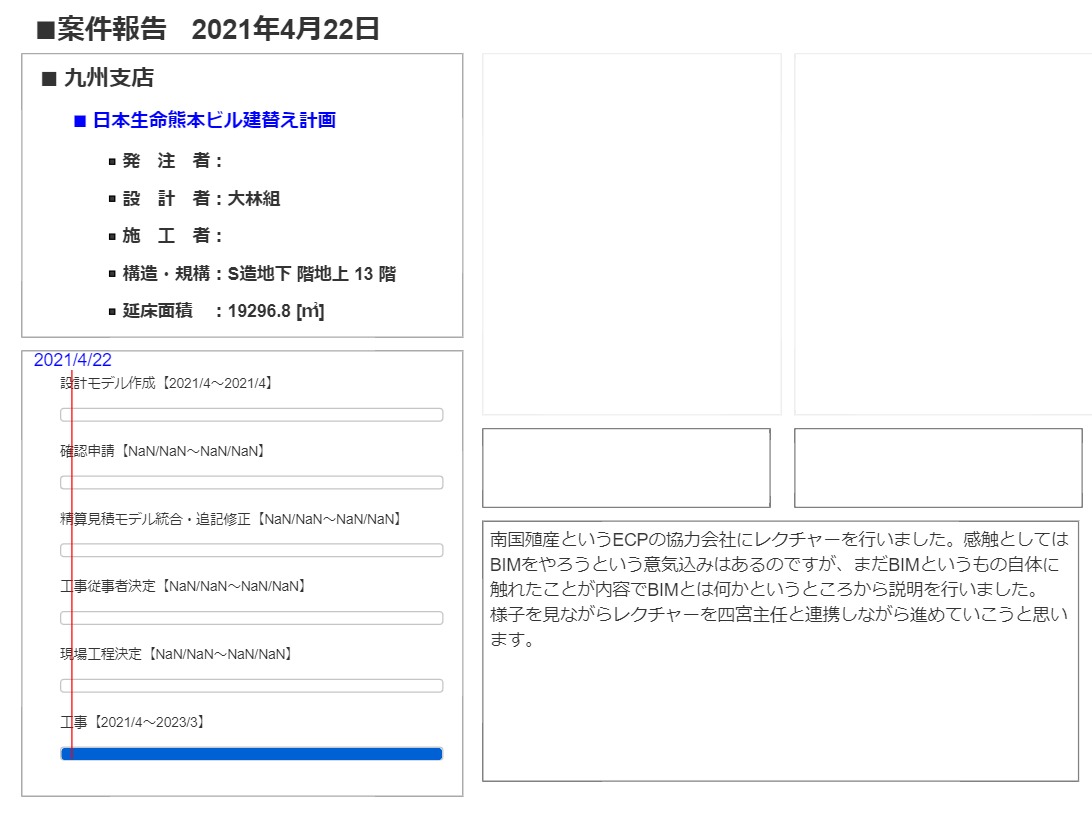 ■案件報告 2021年4月22日
■ 九州支店
■ 日本生命熊本ビル建替え計画
▪ 発　注　者：
▪ 設　計　者：大林組
▪ 施　工　者：
▪ 構造・規構：S造地下 階地上 13 階
▪ 延床面積　：19296.8 [㎡]
2021/4/22
設計モデル作成【2021/4～2021/4】
確認申請【NaN/NaN～NaN/NaN】
精算見積モデル統合・追記修正【NaN/NaN～NaN/NaN】
工事従事者決定【NaN/NaN～NaN/NaN】
現場工程決定【NaN/NaN～NaN/NaN】
工事【2021/4～2023/3】
南国殖産というECPの協力会社にレクチャーを行いました。感触としては
BIMをやろうという意気込みはあるのですが、まだBIMというもの自体に
触れたことが内容でBIMとは何かというところから説明を行いました。
様子を見ながらレクチャーを四宮主任と連携しながら進めていこうと思い
ます。